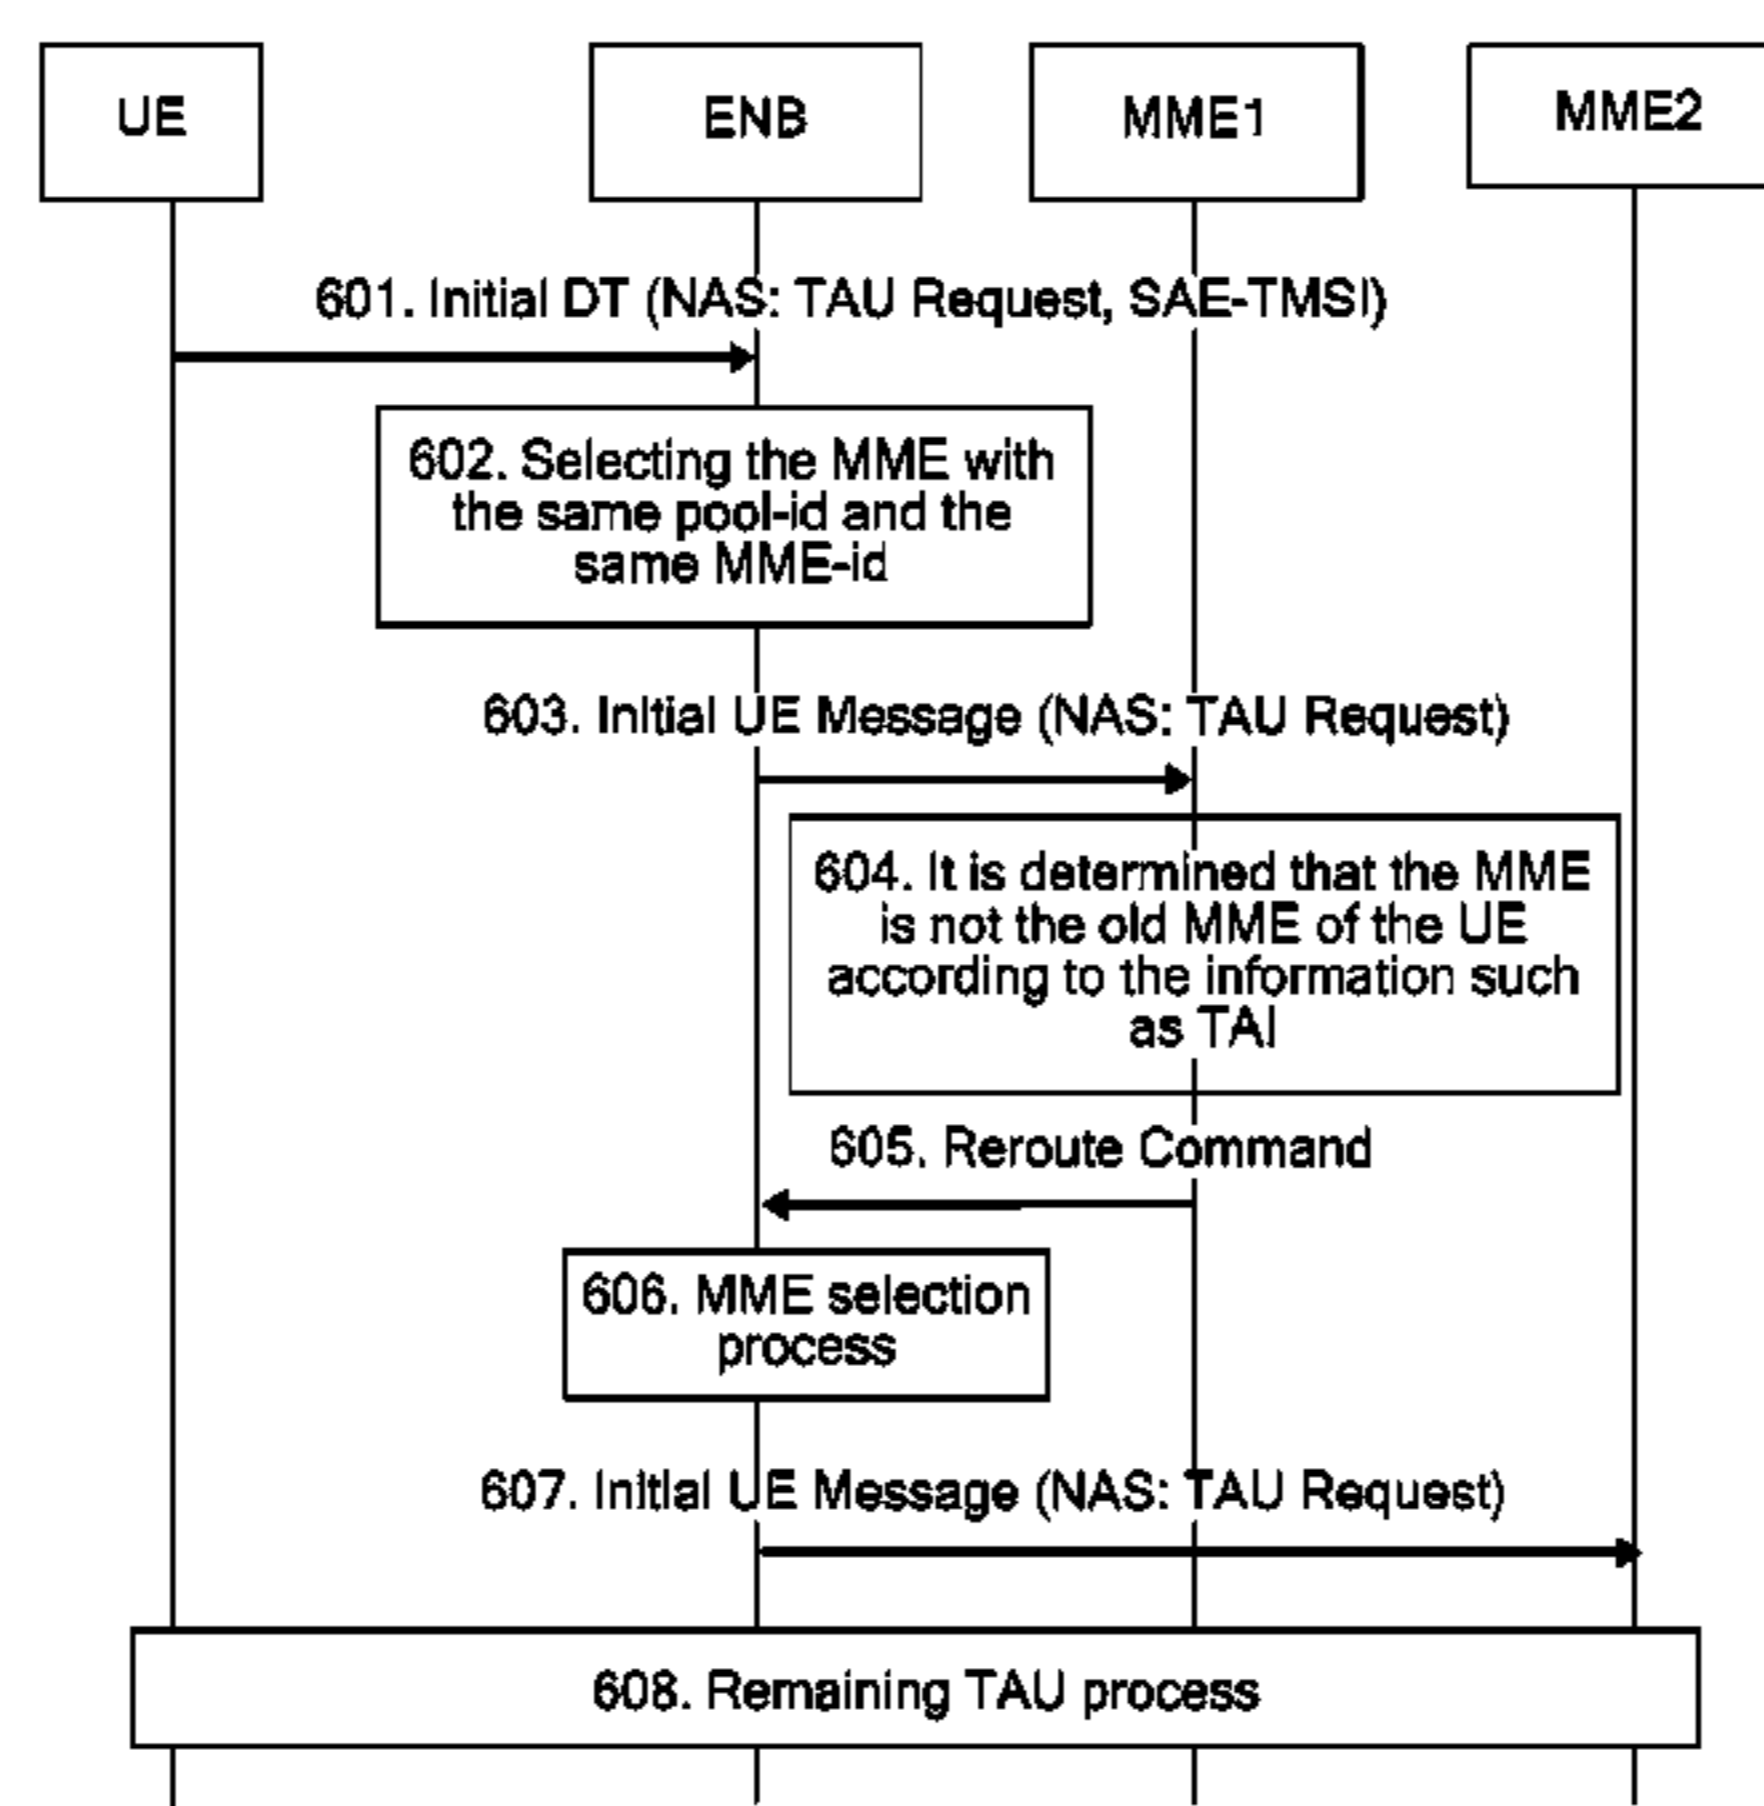 UE
ENB
MME1
MME2
601. Initial DT (NAS: TAU Request, SAE-TMSI)
602. Selecting the MME with
the same pool-id and the
same MME-id
603. Initial UE Message (NAS: TAU Request)
604. It is determined that the MME
is not the old MME of the UE
according to the information such
as TAI
605. Reroute Command
606. MME selection
process
607. Initial UE Message (NAS: TAU Request)
608. Remaining TAU process